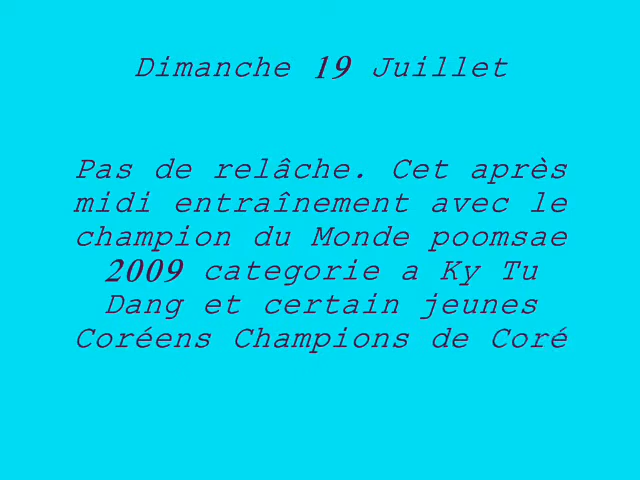 Dimanche 19 Juillet
Pas de relâche. Cet après
midi entraînement avec le
champion du Monde poomsae
2009 categorie a Ky Tu
Dang et certain jeunes
Coréens Champions de Coré